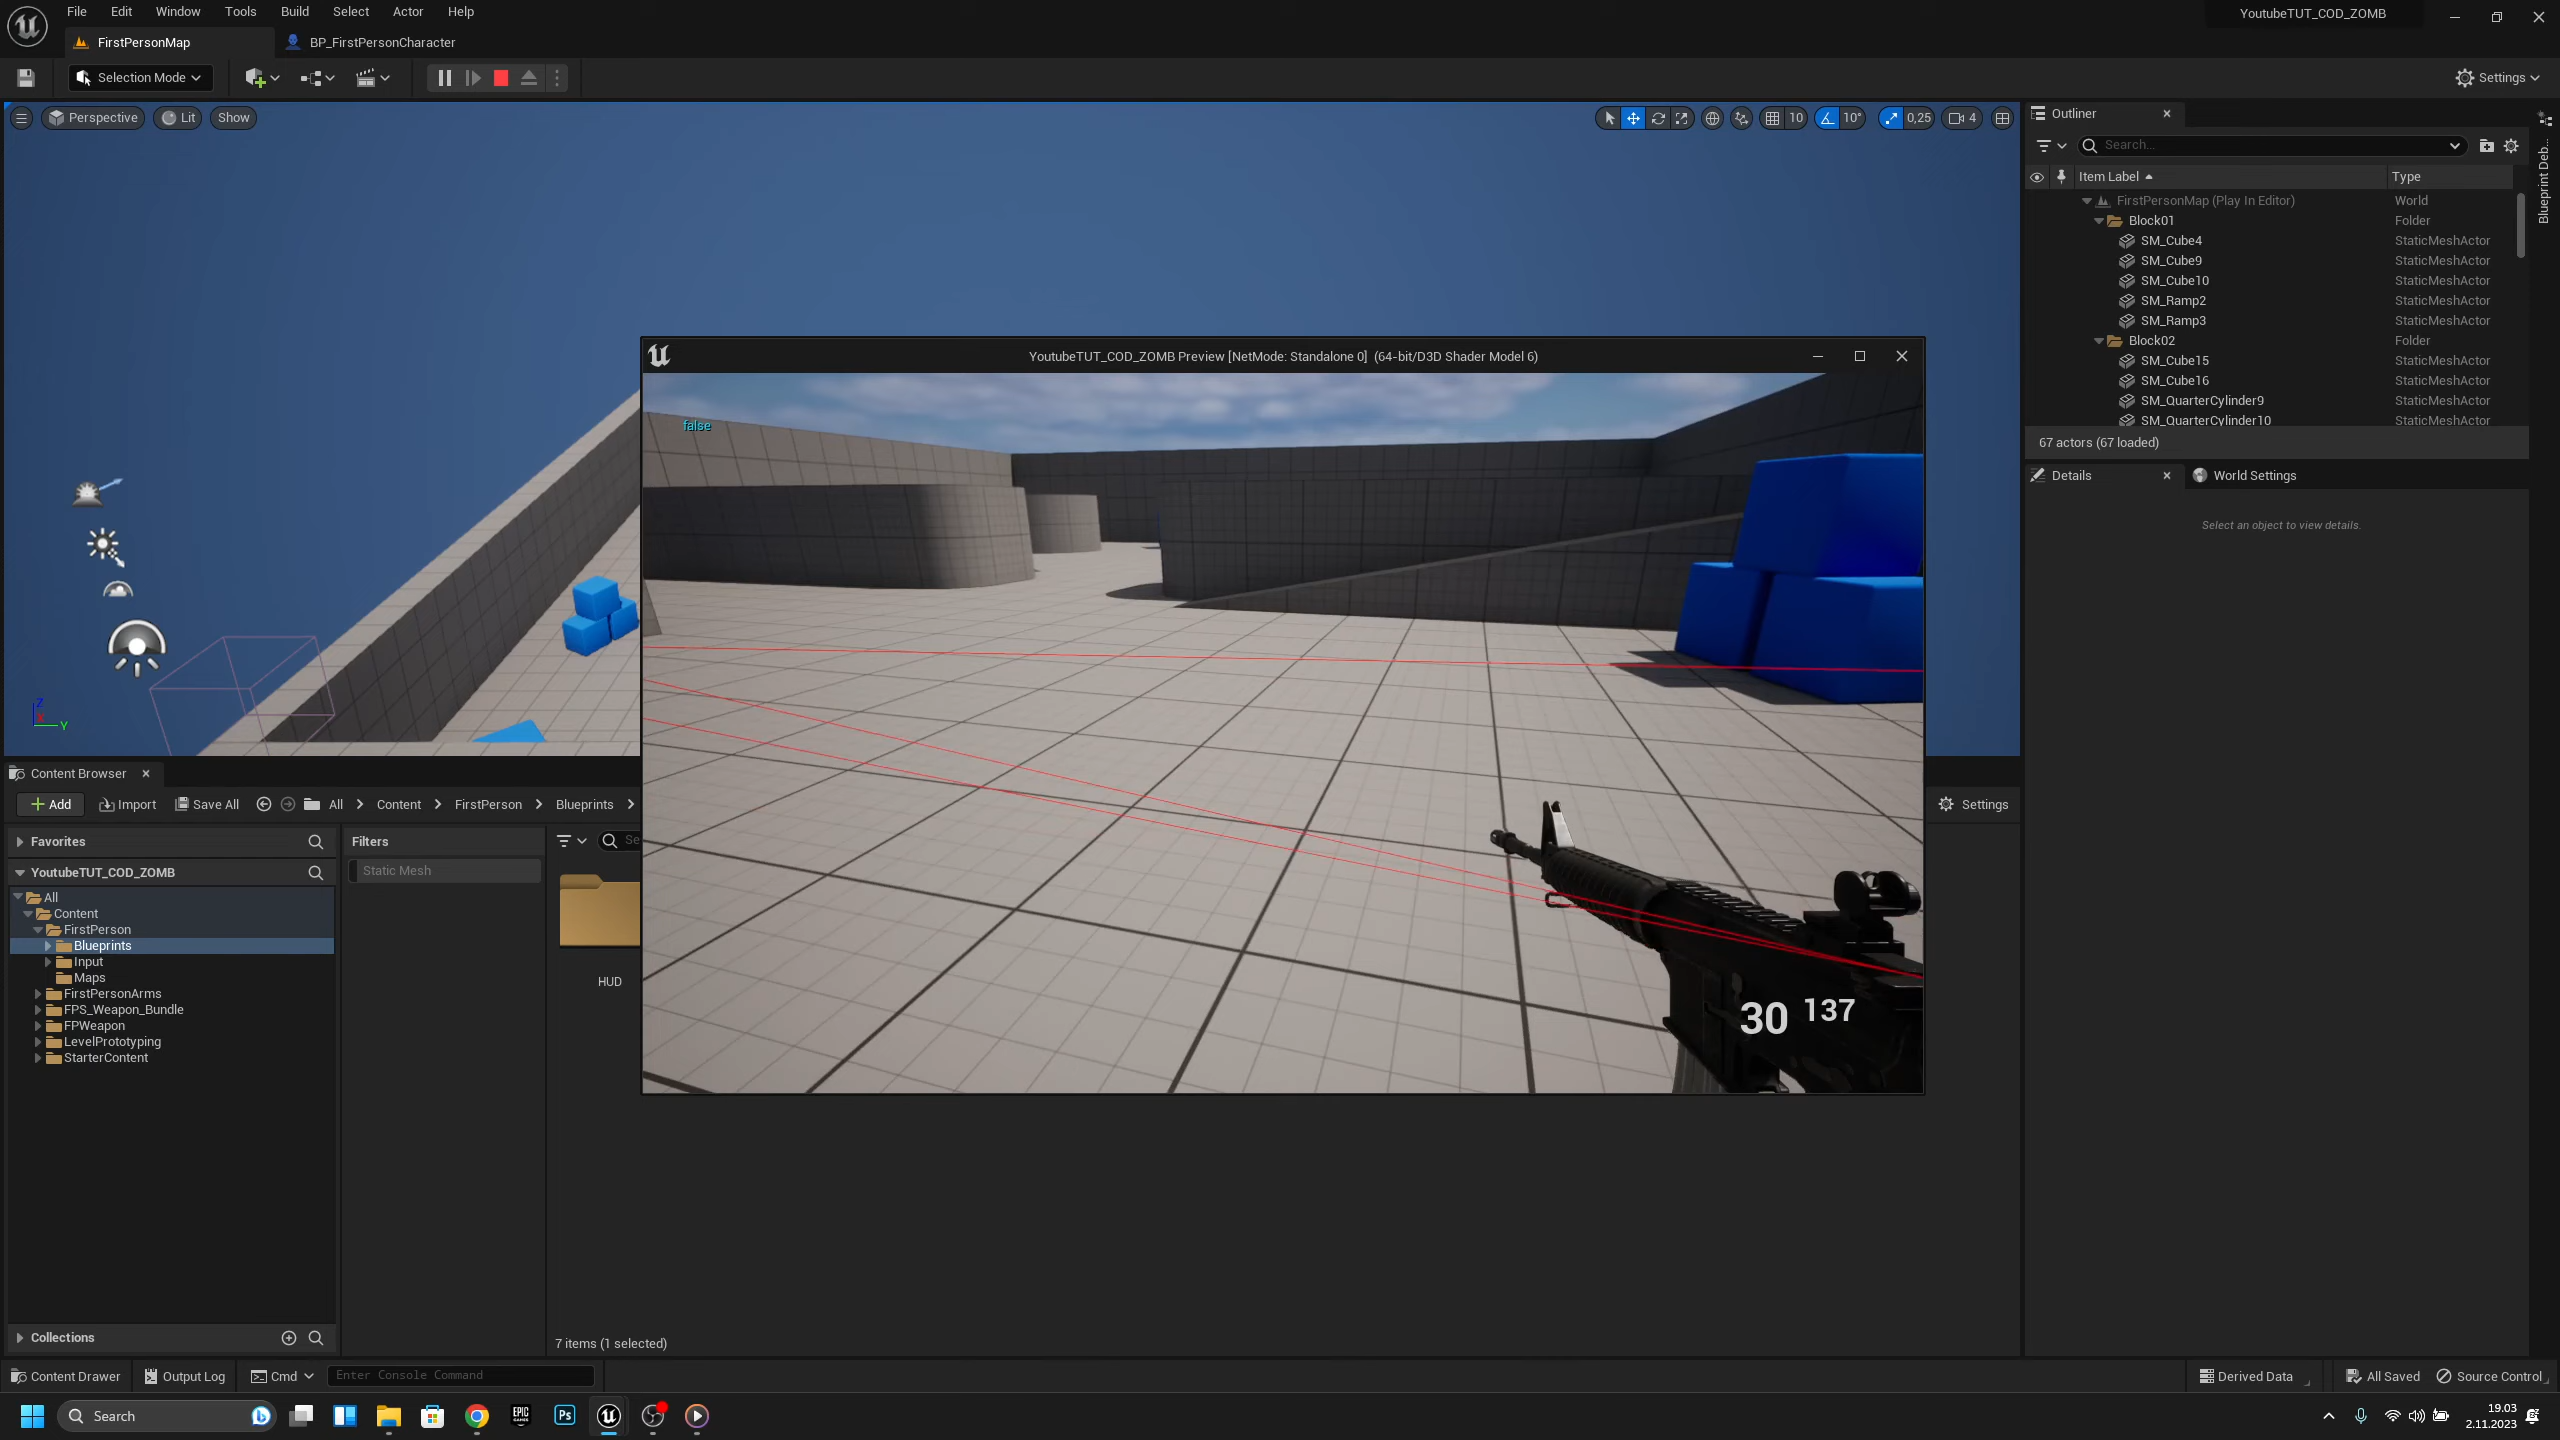 File Edit Window Tools Build Select Actor Help
YoutubeTUT_COD_ZOMB
FirstPersonMap
BP_FirstPersonCharacter
Selection Mode
Settings
Perspective Lit Show
10 10° 0,25 4
Outliner
Search...
Item Label Type
FirstPersonMap (Play In Editor) World
Block01 Folder
SM_Cube4 StaticMeshActor
SM_Cube9 StaticMeshActor
SM_Cube10 StaticMeshActor
SM_Ramp2 StaticMeshActor
SM_Ramp3 StaticMeshActor
Block02 Folder
SM_Cube15 StaticMeshActor
SM_Cube16 StaticMeshActor
SM_QuarterCylinder9 StaticMeshActor
SM_QuarterCylinder10 StaticMeshActor
67 actors (67 loaded)
Blueprint Deb...
Details World Settings
Select an object to view details.
YoutubeTUT_COD_ZOMB Preview [NetMode: Standalone 0] (64-bit/D3D Shader Model 6)
false
30 137
Z
Y
Content Browser
Add Import Save All All Content FirstPerson Blueprints
Settings
Favorites
Filters
Se
YoutubeTUT_COD_ZOMB
Static Mesh
All
Content
FirstPerson
Blueprints
Input
Maps
FirstPersonArms
FPS_Weapon_Bundle
FPWeapon
LevelPrototyping
StarterContent
HUD
Collections
7 items (1 selected)
Content Drawer Output Log Cmd Enter Console Command
Derived Data All Saved Source Control
Search
EPIC GAMES
Ps
19.03
2.11.2023